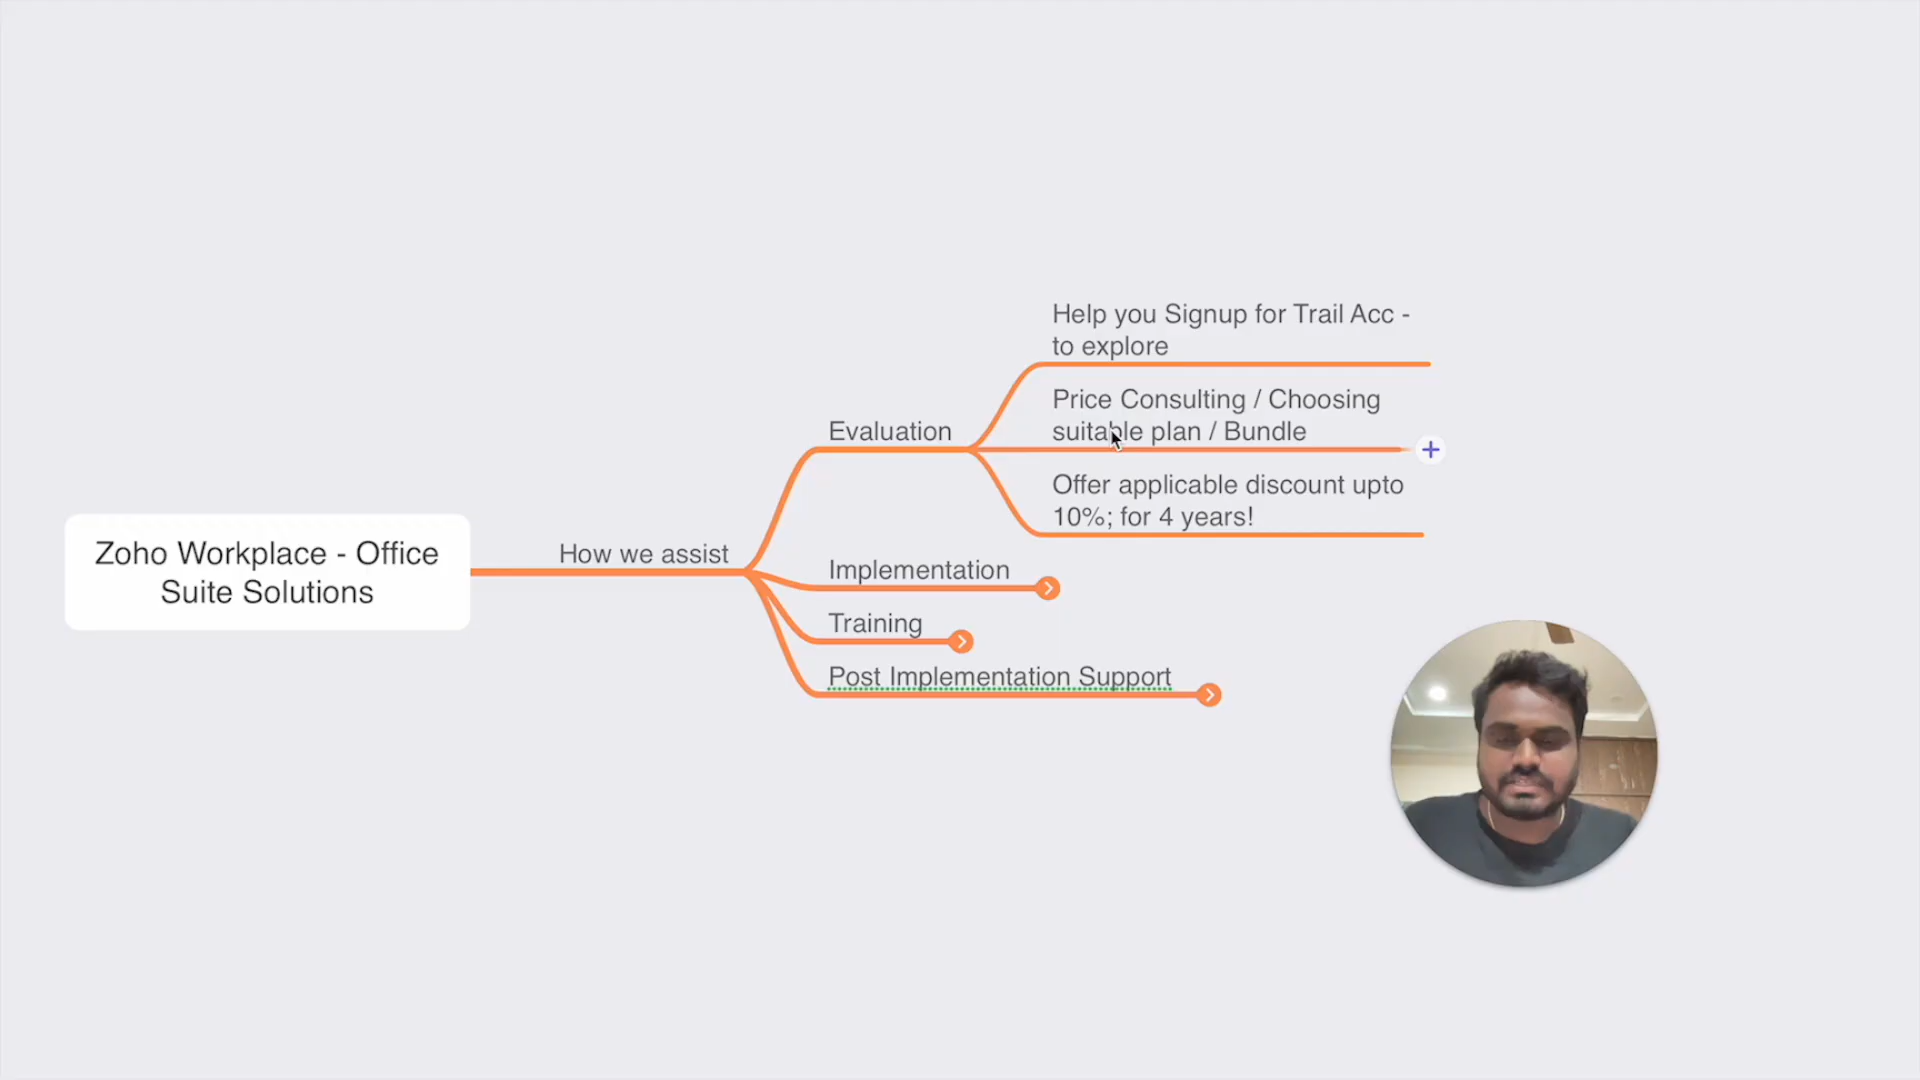 Zoho Workplace - Office
Suite Solutions
How we assist
Evaluation
Help you Signup for Trail Acc -
to explore
Price Consulting / Choosing
suitable plan / Bundle
Offer applicable discount upto
10%; for 4 years!
Implementation
Training
Post Implementation Support